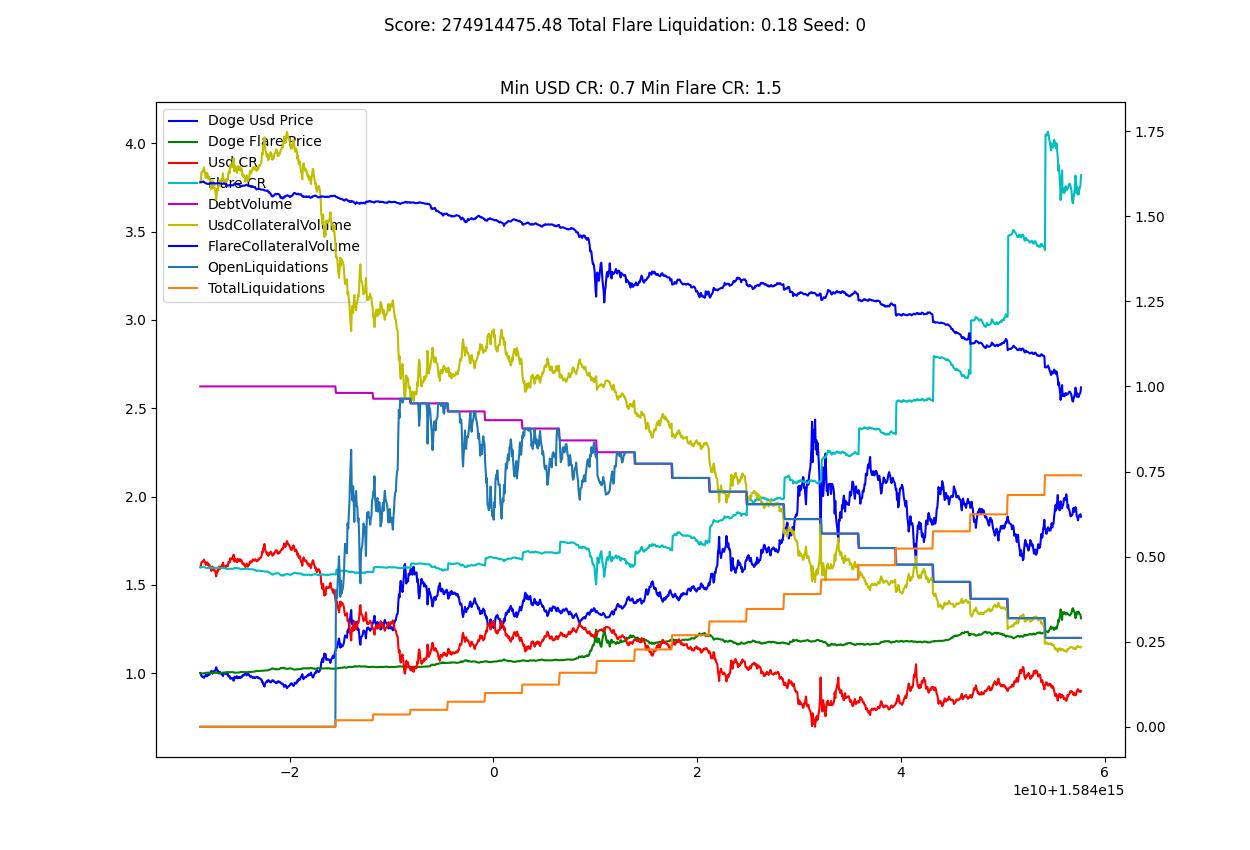 Score: 274914475.48 Total Flare Liquidation: 0.18 Seed: 0
Min USD CR: 0.7 Min Flare CR: 1.5
Doge Usd Price
Doge Flare Price
Usd CR
Flare CR
DebtVolume
UsdCollateralVolume
FlareCollateralVolume
OpenLiquidations
TotalLiquidations
4.0
3.5
3.0
2.5
2.0
1.5
1.0
1.75
1.50
1.25
1.00
0.75
0.50
0.25
0.00
−2
0
2
4
6
1e10+1.584e15